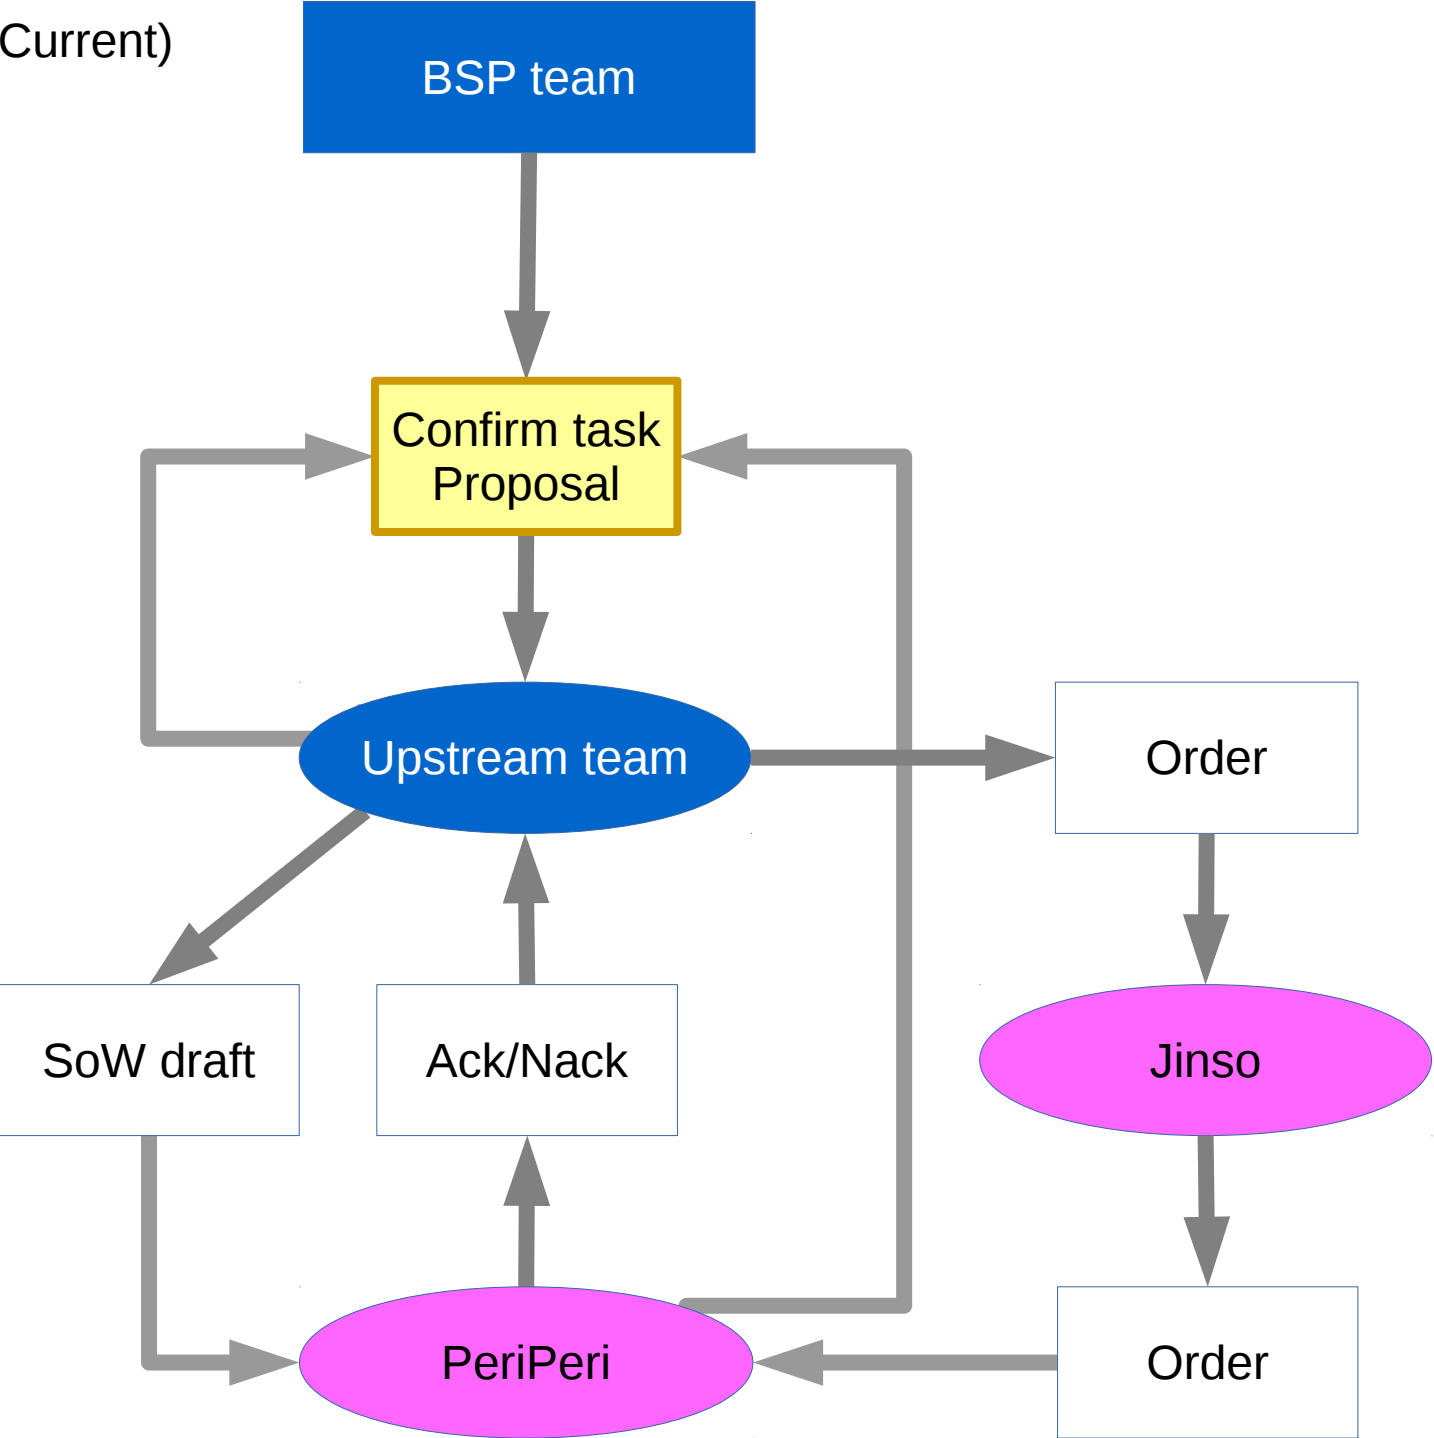 Current)
BSP team
Confirm task
Proposal
Upstream team
Order
SoW draft
Ack/Nack
Jinso
PeriPeri
Order